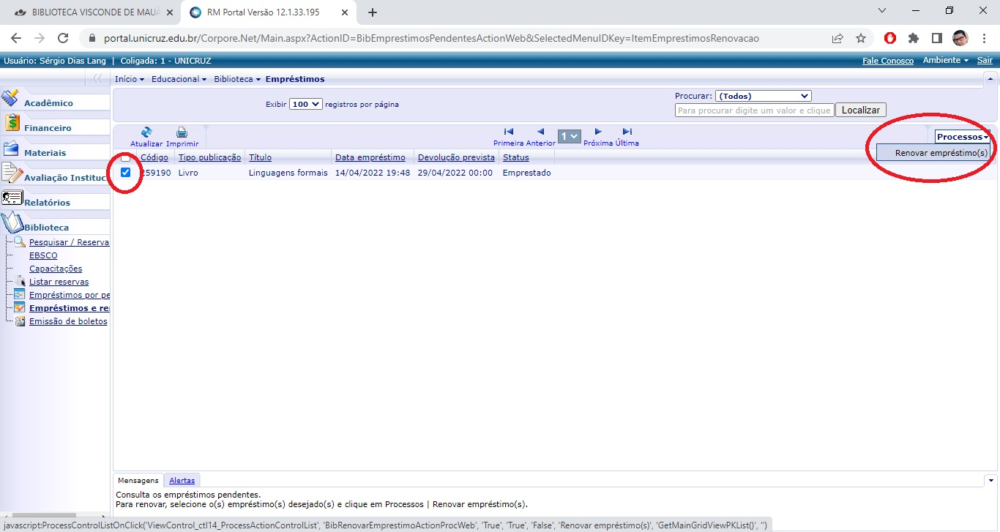 BIBLIOTECA VISCONDE DE MAUÁ
RM Portal Versão 12.1.33.195
portal.unicruz.edu.br/Corpore.Net/Main.aspx?ActionID=BibEmprestimosPendentesActionWeb&SelectedMenuIDKey=ItemEmprestimosRenovacao
Usuário: Sérgio Dias Lang | Coligada: 1 - UNICRUZ
Fale Conosco Ambiente Sair
Início Educacional Biblioteca Empréstimos
Acadêmico
Financeiro
Materiais
Avaliação Instituc
Relatórios
Biblioteca
Pesquisar / Reserva
EBSCO
Capacitações
Listar reservas
Empréstimos por pe
Empréstimos e re
Emissão de boletos
Exibir 100 registros por página
Procurar: (Todos)
Para procurar digite um valor e clique Localizar
Atualizar Imprimir
Primeira Anterior 1 Próxima Última
Processos
Renovar empréstimo(s)
Código Tipo publicação Título Data empréstimo Devolução prevista Status
259190 Livro Linguagens formais 14/04/2022 19:48 29/04/2022 00:00 Emprestado
Mensagens Alertas
Consulta os empréstimos pendentes.
Para renovar, selecione o(s) empréstimo(s) desejado(s) e clique em Processos | Renovar empréstimo(s).
javascript:ProcessControlListOnClick('ViewControl_ctl14_ProcessActionControlList', 'BibRenovarEmprestimoActionProcWeb', 'True', 'True', 'False', 'Renovar empréstimo(s)', 'GetMainGridViewPKList()', '')